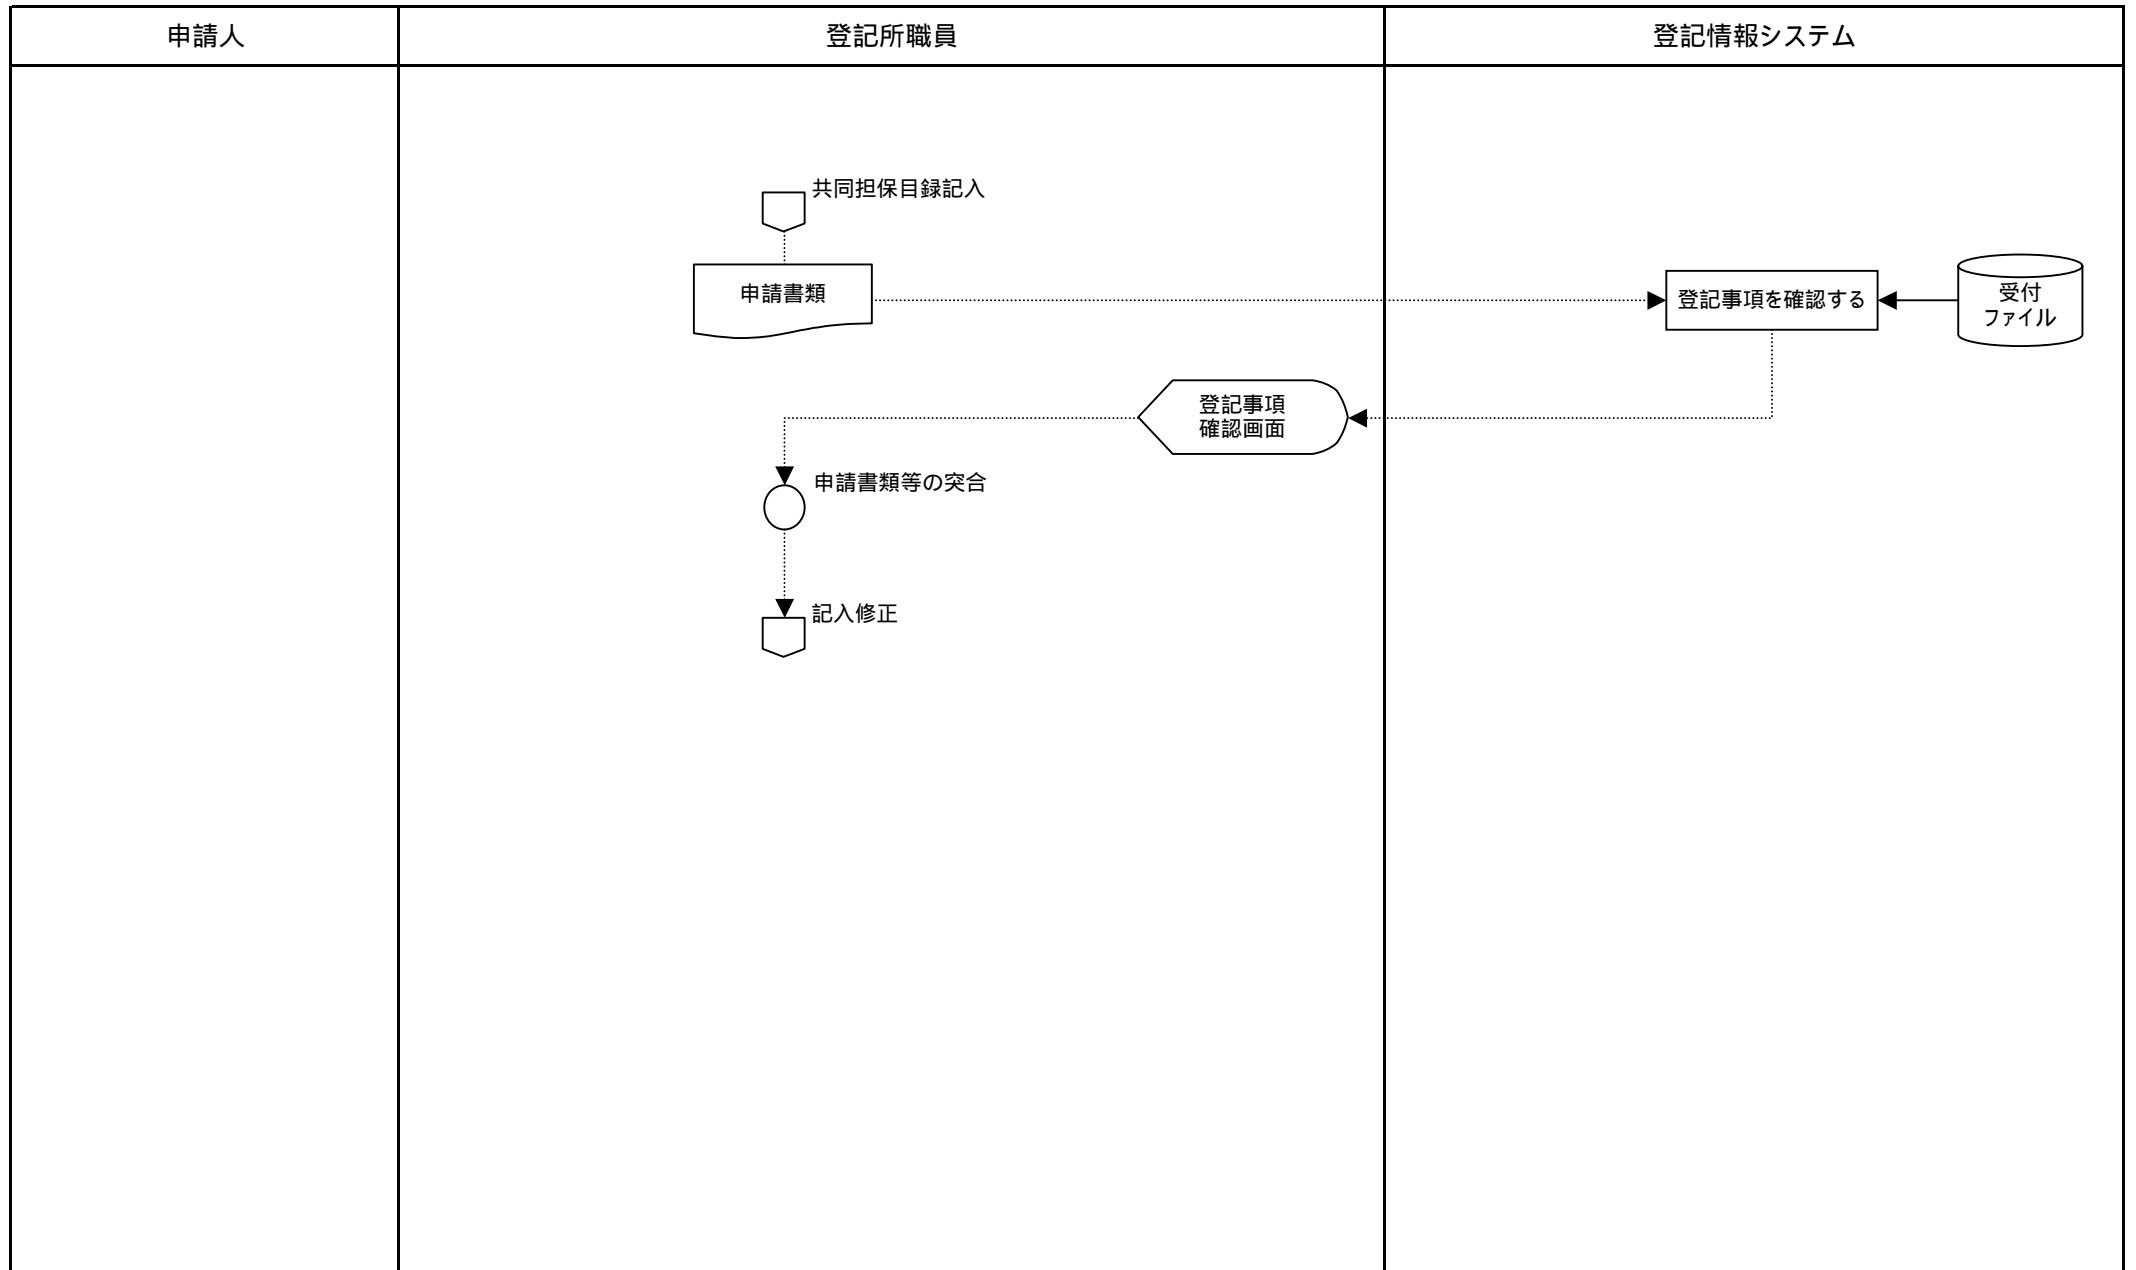 申請人
登記所職員
登記情報システム
共同担保目録記入
申請書類
登記事項を確認する
受付
ファイル
登記事項
確認画面
申請書類等の突合
記入修正